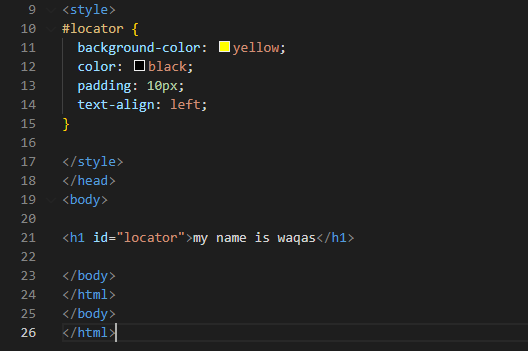 9 <style>
10 #locator {
11 background-color: yellow;
12 color: black;
13 padding: 10px;
14 text-align: left;
15 }
16
17 </style>
18 </head>
19 <body>
20
21 <h1 id="locator">my name is waqas</h1>
22
23 </body>
24 </html>
25 </body>
26 </html>